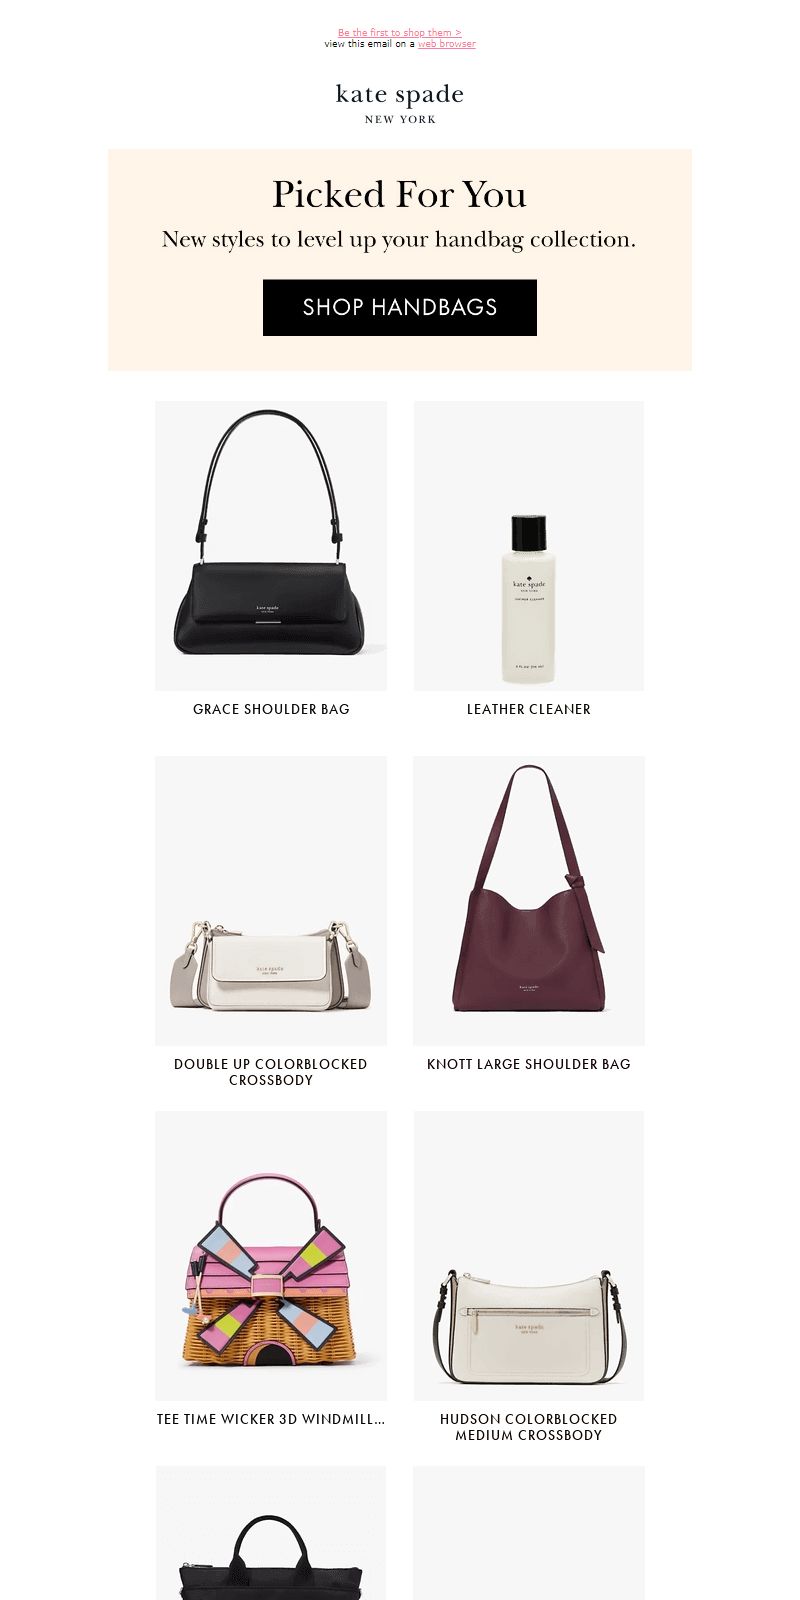 Be the first to shop them >
view this email on a web browser
kate spade
NEW YORK
Picked For You
New styles to level up your handbag collection.
SHOP HANDBAGS
kate spade
kate spade
NEW YORK
LEATHER CLEANER
GRACE SHOULDER BAG
LEATHER CLEANER
kate spade
NEW YORK
kate spade
DOUBLE UP COLORBLOCKED
CROSSBODY
KNOTT LARGE SHOULDER BAG
kate spade
NEW YORK
TEE TIME WICKER 3D WINDMILL...
HUDSON COLORBLOCKED
MEDIUM CROSSBODY